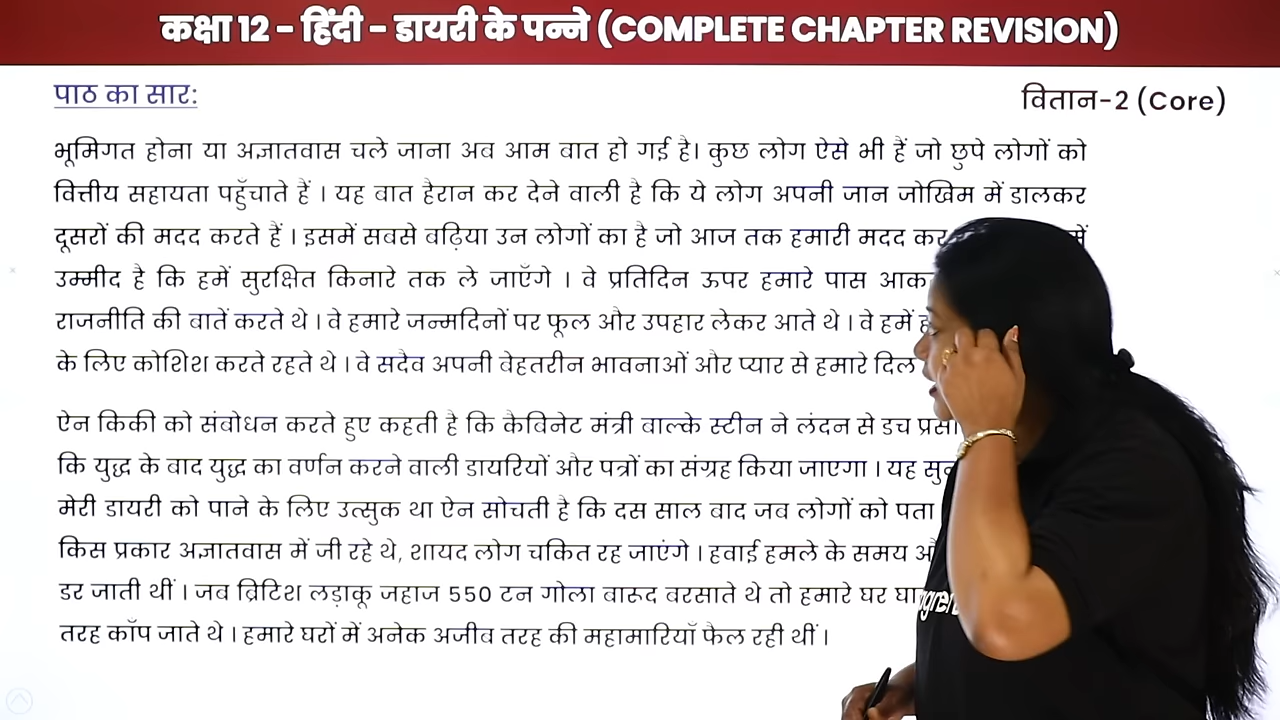 कक्षा 12 - हिंदी - डायरी के पन्ने (COMPLETE CHAPTER REVISION)
पाठ का सार:
वितान-2 (Core)
भूमिगत होना या अज्ञातवास चले जाना अब आम बात हो गई है। कुछ लोग ऐसे भी हैं जो छुपे लोगों को
वित्तीय सहायता पहुँचाते हैं । यह बात हैरान कर देने वाली है कि ये लोग अपनी जान जोखिम में डालकर
दूसरों की मदद करते हैं । इसमें सबसे बढ़िया उन लोगों का है जो आज तक हमारी मदद कर
उम्मीद है कि हमें सुरक्षित किनारे तक ले जाएँगे । वे प्रतिदिन ऊपर हमारे पास
राजनीति की बातें करते थे । वे हमारे जन्मदिनों पर फूल और उपहार लेकर आते थे । वे हमें
के लिए कोशिश करते रहते थे । वे सदैव अपनी वेहतरीन भावनाओं और प्यार से हमारे दिल
ऐन किकी को संबोधन करते हुए कहती है कि कैबिनेट मंत्री वाल्के स्टीन ने लंदन से डच
कि युद्ध के बाद युद्ध का वर्णन करने वाली डायरियों और पत्रों का संग्रह किया जाएगा । यह
मेरी डायरी को पाने के लिए उत्सुक था ऐन सोचती है कि दस साल बाद जब लोगों को पता
किस प्रकार अज्ञातवास में जी रहे थे, शायद लोग चकित रह जाएंगे । हवाई हमले के समय
डर जाती थीं । जब ब्रिटिश लड़ाकू जहाज 550 टन गोला बारूद बरसाते थे तो हमारे घर
तरह काँप जाते थे । हमारे घरों में अनेक अजीब तरह की महामारियाँ फैल रही थीं ।